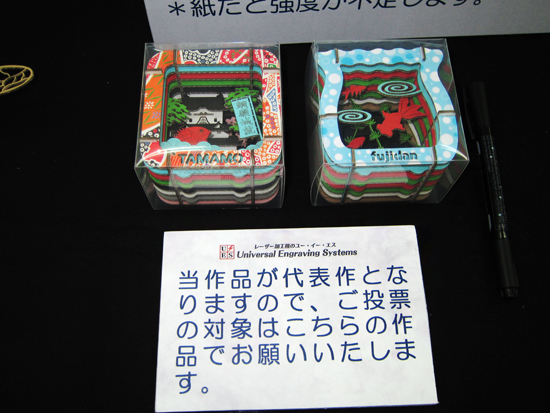 ＊紙だと強度が不足します。
TAMAMO
fujidan
レーザー加工機のユー・イー・エス
UES Universal Engraving Systems
当作品が代表作とな
りますので、ご投票
の対象はこちらの作
品でお願いいたしま
す。